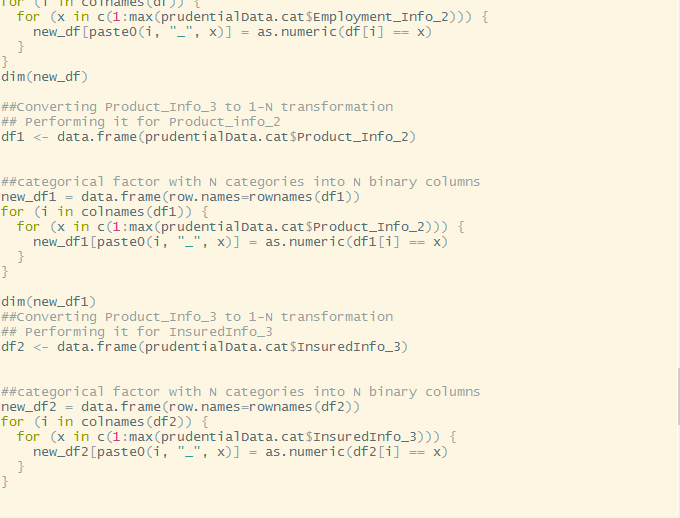 for (i in colnames(df)) {
  for (x in c(1:max(prudentialData.cat$Employment_Info_2))) {
    new_df[paste0(i, "_", x)] = as.numeric(df[i] == x)
  }
}
dim(new_df)
##Converting Product_Info_3 to 1-N transformation
## Performing it for Product_info_2
df1 <- data.frame(prudentialData.cat$Product_Info_2)
##categorical factor with N categories into N binary columns
new_df1 = data.frame(row.names=rownames(df1))
for (i in colnames(df1)) {
  for (x in c(1:max(prudentialData.cat$Product_Info_2))) {
    new_df1[paste0(i, "_", x)] = as.numeric(df1[i] == x)
  }
}
dim(new_df1)
##Converting Product_Info_3 to 1-N transformation
## Performing it for InsuredInfo_3
df2 <- data.frame(prudentialData.cat$InsuredInfo_3)
##categorical factor with N categories into N binary columns
new_df2 = data.frame(row.names=rownames(df2))
for (i in colnames(df2)) {
  for (x in c(1:max(prudentialData.cat$InsuredInfo_3))) {
    new_df2[paste0(i, "_", x)] = as.numeric(df2[i] == x)
  }
}